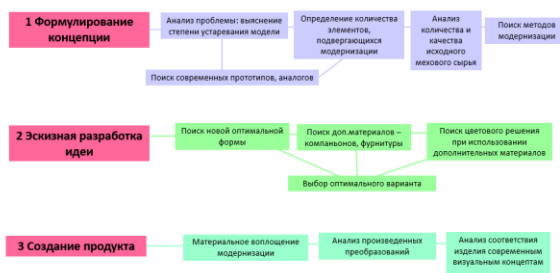 1 Формулирование
концепции
Анализ проблемы: выяснение
степени устаревания модели
Определение количества
элементов,
подвергающихся
модернизации
Анализ
количества и
качества
исходного
мехового сырья
Поиск методов
модернизации
Поиск современных прототипов, аналогов
2 Эскизная разработка
идеи
Поиск новой оптимальной
формы
Поиск доп.материалов –
компаньонов, фурнитуры
Поиск цветового решения
при использовании
дополнительных материалов
Выбор оптимального варианта
3 Создание продукта
Материальное воплощение
модернизации
Анализ произведенных
преобразований
Анализ соответствия
изделия современным
визуальным концептам